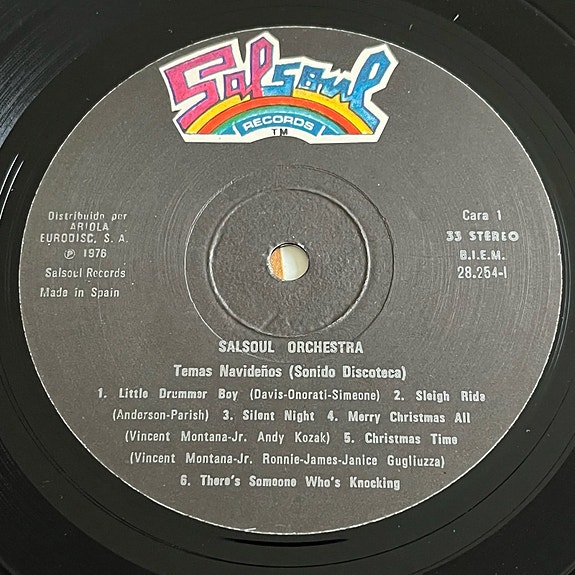 Salsoul
RECORDS
TM
Distribuido por
ARIOLA
EURODISC, S. A.
℗ 1976
Salsoul Records
Made in Spain
Cara 1
33 STEREO
B.I.E.M.
28.254-I
SALSOUL ORCHESTRA
Temas Navideños (Sonido Discoteca)
1. Little Drummer Boy (Davis-Onorati-Simeone) 2. Sleigh Ride
(Anderson-Parish) 3. Silent Night 4. Merry Christmas All
(Vincent Montana-Jr. Andy Kozak) 5. Christmas Time
(Vincent Montana-Jr. Ronnie-James-Janice Gugliuzza)
6. There's Someone Who's Knocking